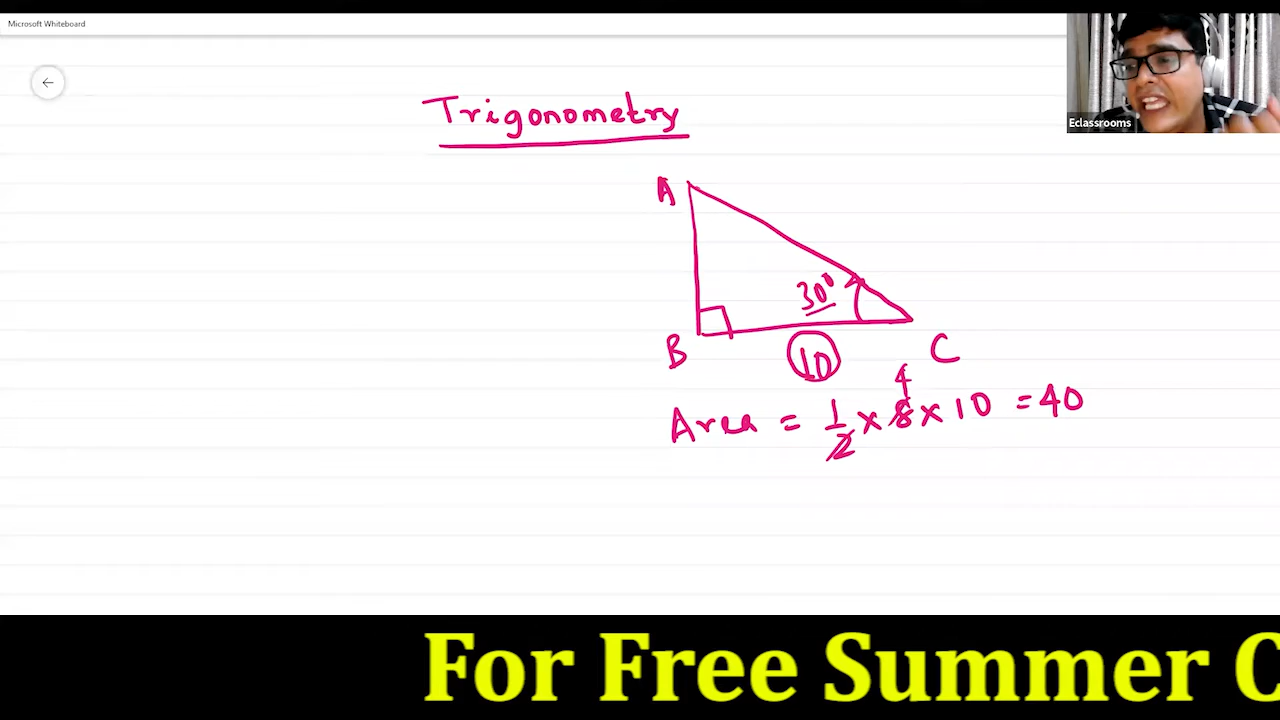 Microsoft Whiteboard
Eclassrooms
Trigonometry
A
30°
B
10
C
4
Area = 1/2 × 8 × 10 = 40
For Free Summer C